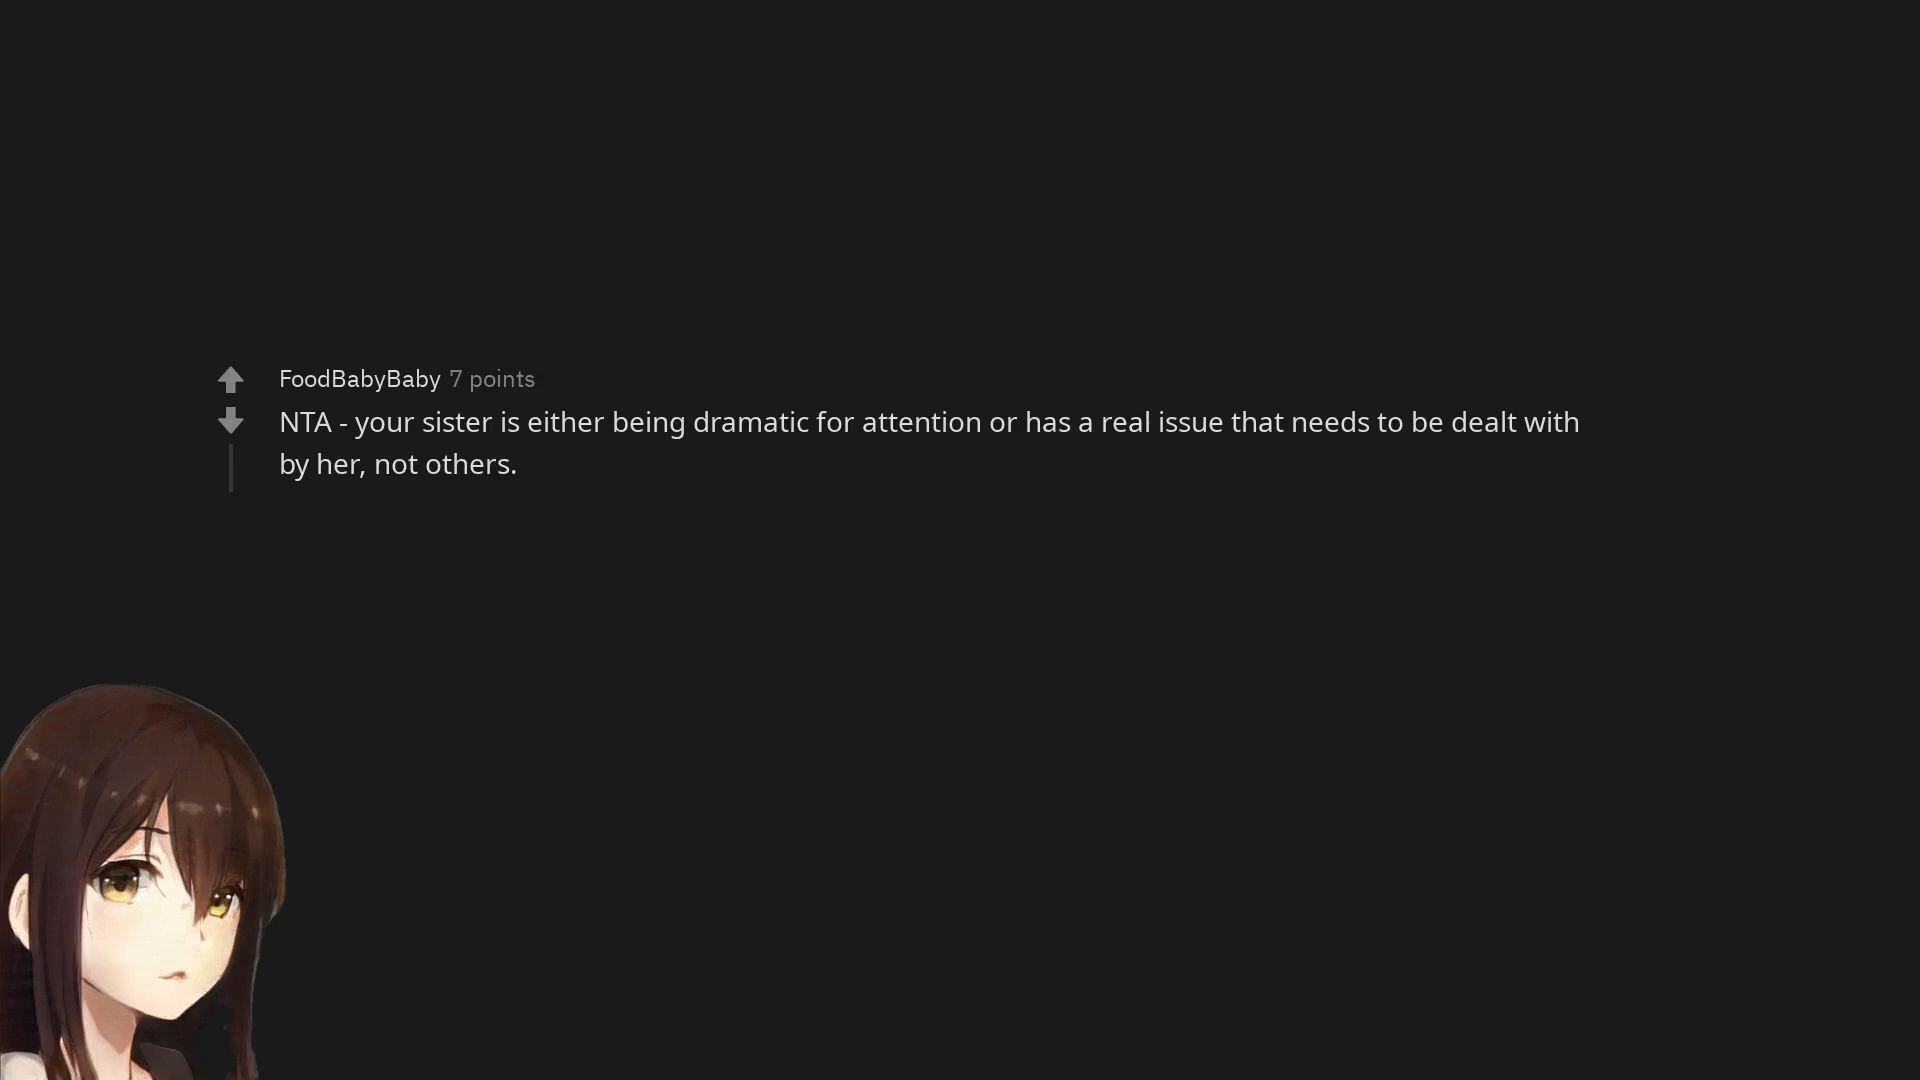 FoodBabyBaby 7 points
NTA - your sister is either being dramatic for attention or has a real issue that needs to be dealt with
by her, not others.